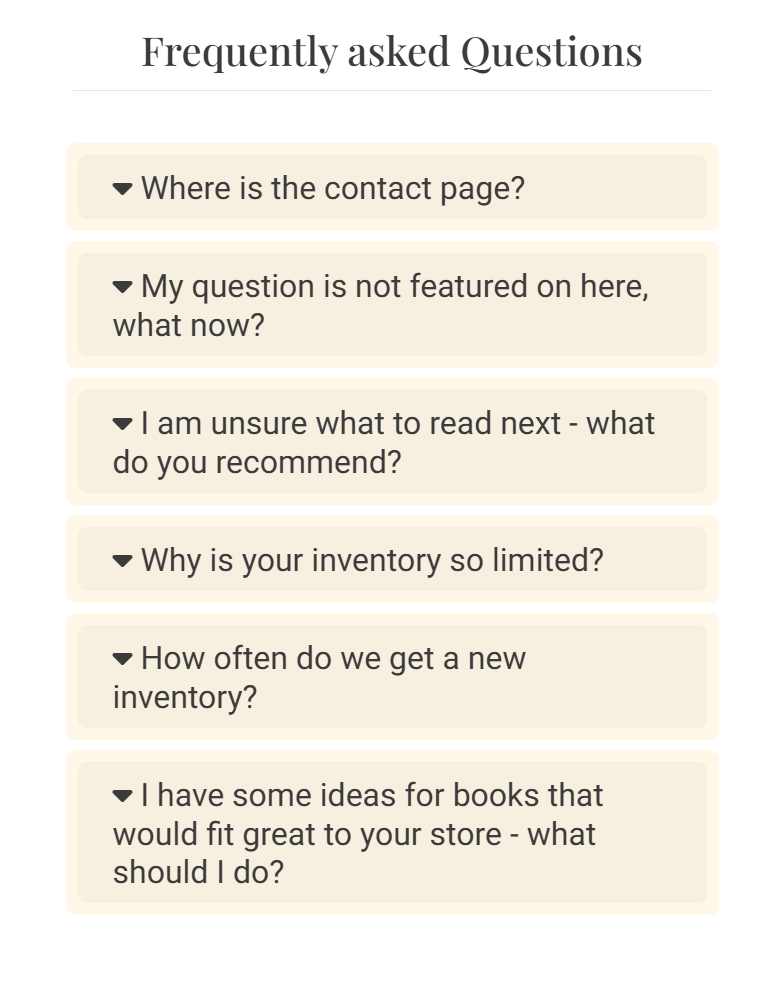 Frequently asked Questions
Where is the contact page?
My question is not featured on here,
what now?
I am unsure what to read next - what
do you recommend?
Why is your inventory so limited?
How often do we get a new
inventory?
I have some ideas for books that
would fit great to your store - what
should I do?